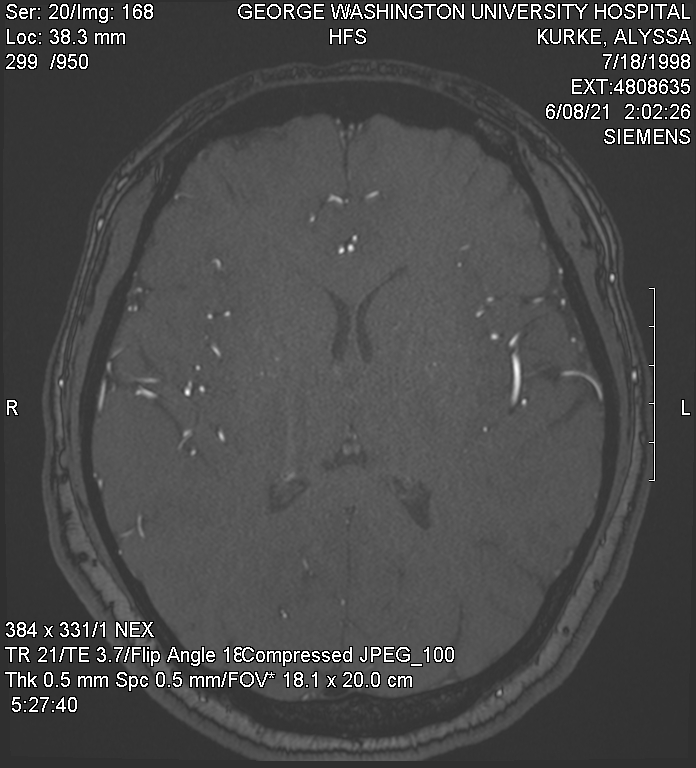 Ser: 20/Img: 168
Loc: 38.3 mm
299 /950
HFS
GEORGE WASHINGTON UNIVERSITY HOSPITAL
KURKE, ALYSSA
7/18/1998
EXT:4808635
6/08/21 2:02:26
SIEMENS
R
L
384 x 331/1 NEX
TR 21/TE 3.7/Flip Angle 18Compressed JPEG_100
Thk 0.5 mm Spc 0.5 mm/FOV* 18.1 x 20.0 cm
5:27:40